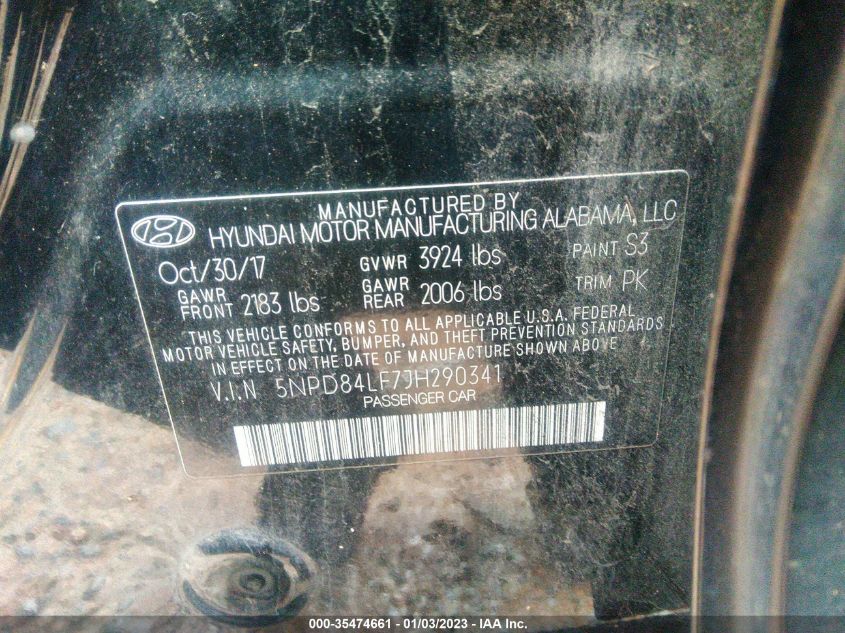 MANUFACTURED BY
HYUNDAI MOTOR MANUFACTURING ALABAMA, LLC
Oct/30/17 GVWR 3924 lbs PAINT S3
GAWR FRONT 2183 lbs GAWR REAR 2006 lbs TRIM PK
THIS VEHICLE CONFORMS TO ALL APPLICABLE U.S.A. FEDERAL
MOTOR VEHICLE SAFETY, BUMPER, AND THEFT PREVENTION STANDARDS
IN EFFECT ON THE DATE OF MANUFACTURE SHOWN ABOVE
V.I.N 5NPD84LF7JH290341
PASSENGER CAR
000-35474661 - 01/03/2023 - IAA Inc.